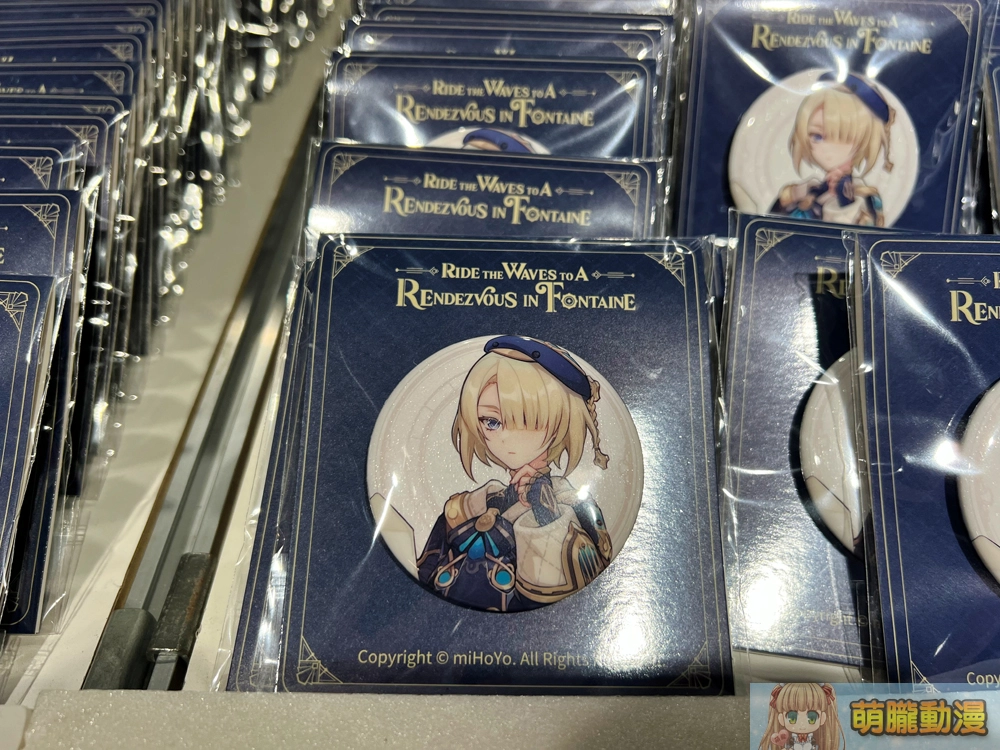 RIDE THE WAVES TO A
RENDEZVOUS IN FONTAINE
RIDE THE WAVES TO A
RENDEZVOUS IN FONTAINE
RIDE THE WAVES TO A
RENDEZVOUS IN FONTAINE
RIDE THE WAVES TO A
RENDEZVOUS IN FONTAINE
Copyright © miHoYo. All Rights
萌朧動漫